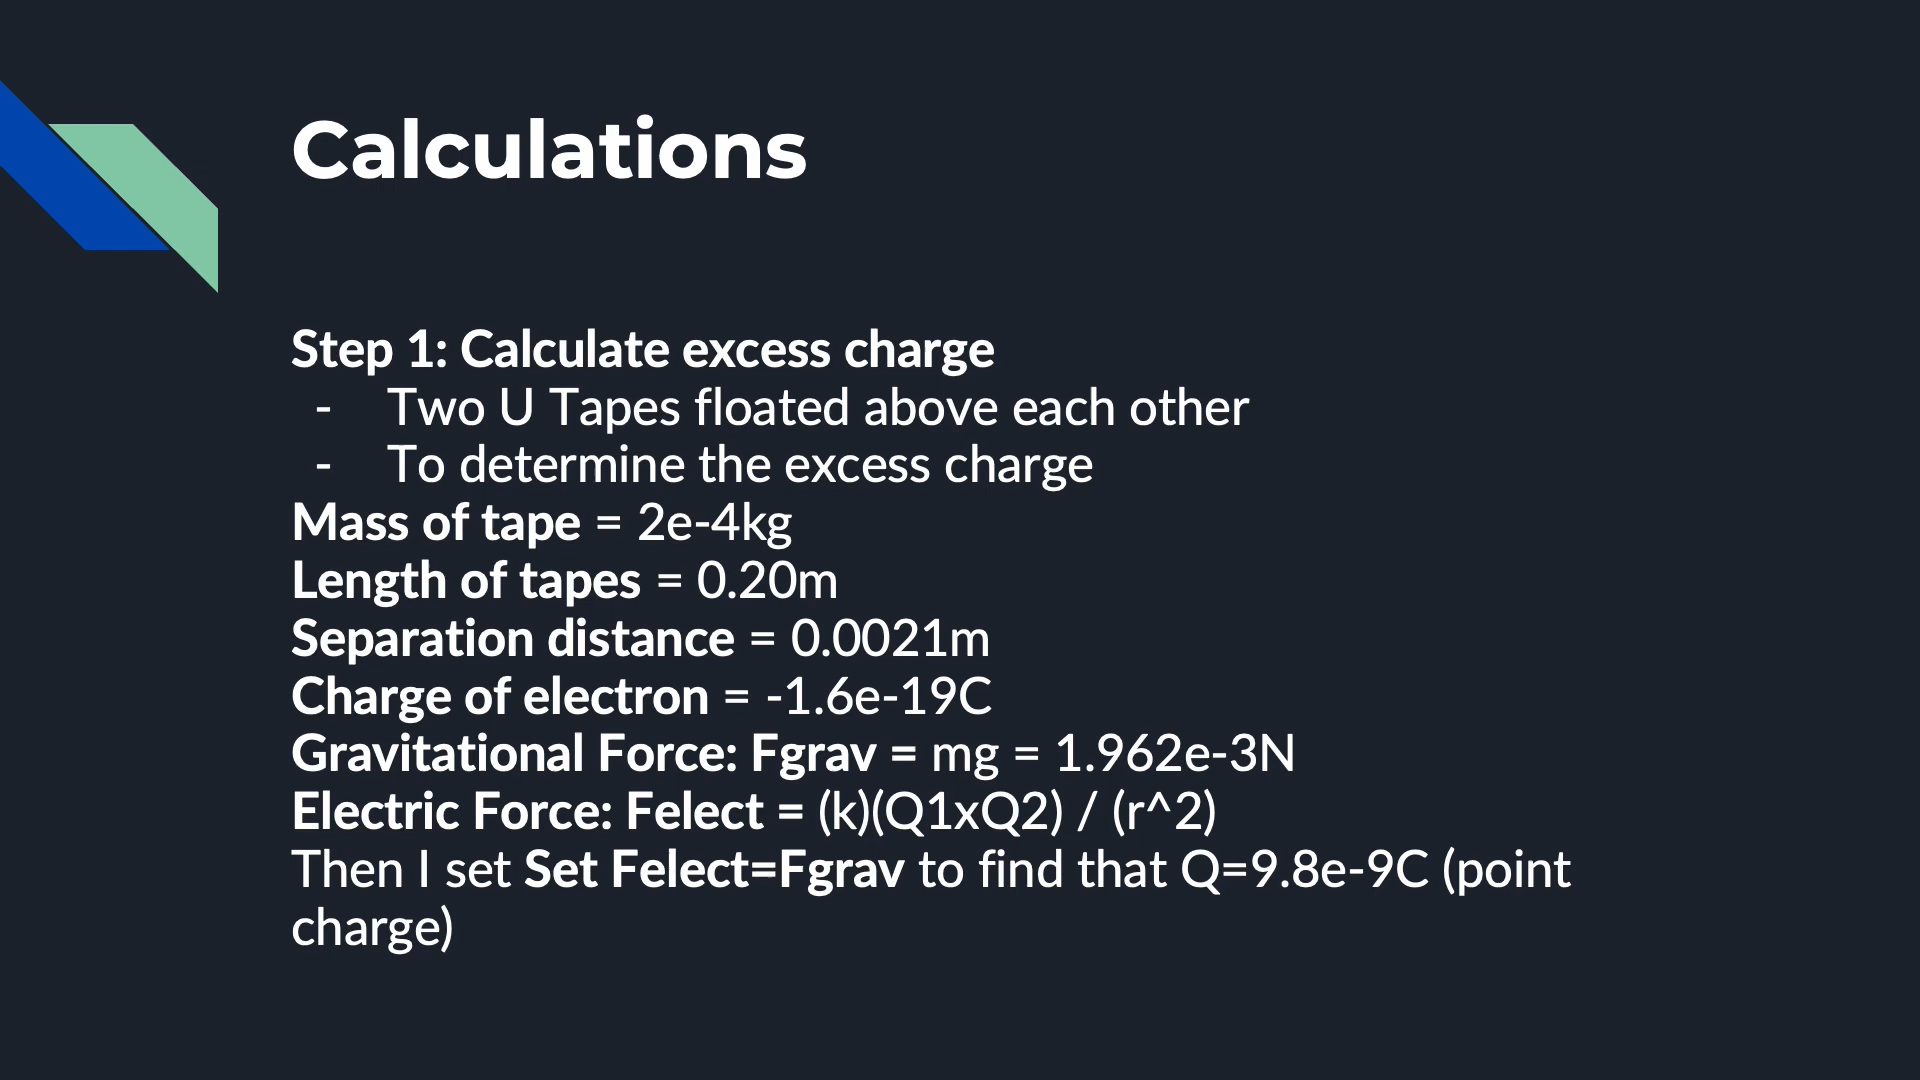 Calculations
Step 1: Calculate excess charge
- Two U Tapes floated above each other
- To determine the excess charge
Mass of tape = 2e-4kg
Length of tapes = 0.20m
Separation distance = 0.0021m
Charge of electron = -1.6e-19C
Gravitational Force: Fgrav = mg = 1.962e-3N
Electric Force: Felect = (k)(Q1xQ2) / (r^2)
Then I set Set Felect=Fgrav to find that Q=9.8e-9C (point
charge)